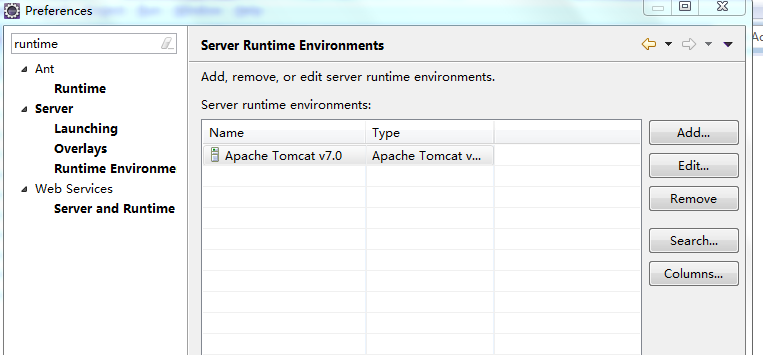 Preferences
runtime
Ant
Runtime
Server
Launching
Overlays
Runtime Environme
Web Services
Server and Runtime
Server Runtime Environments
Add, remove, or edit server runtime environments.
Server runtime environments:
Name Type
Apache Tomcat v7.0 Apache Tomcat v...
Add...
Edit...
Remove
Search...
Columns...